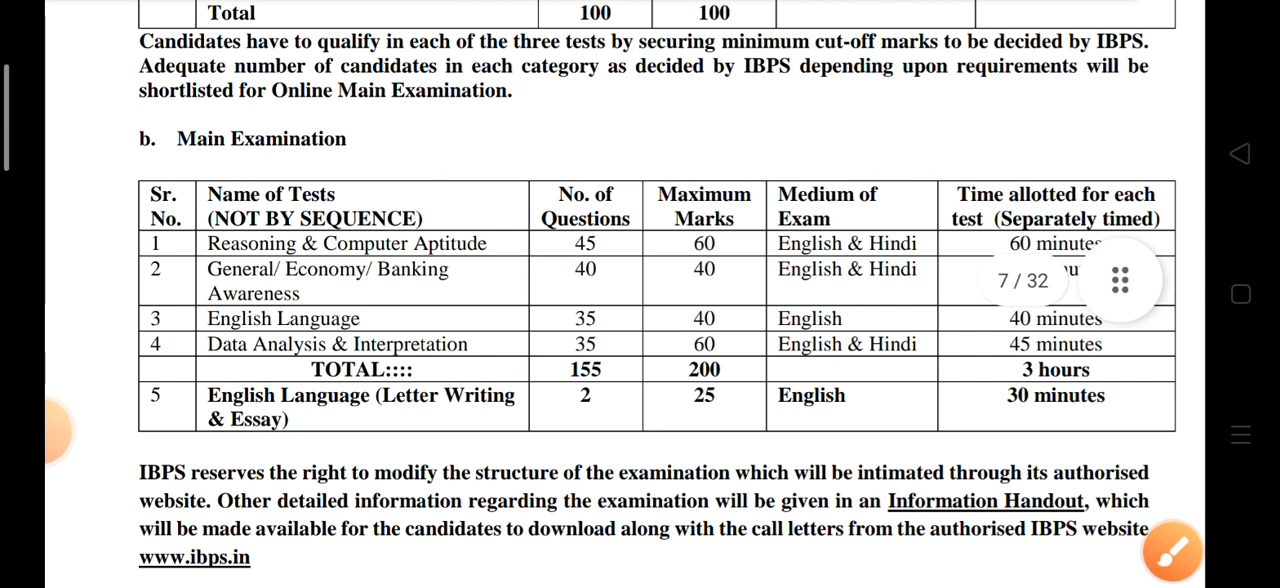 Total 100 100
Candidates have to qualify in each of the three tests by securing minimum cut-off marks to be decided by IBPS.
Adequate number of candidates in each category as decided by IBPS depending upon requirements will be
shortlisted for Online Main Examination.
b. Main Examination
Sr. Name of Tests No. of Maximum Medium of Time allotted for each
No. (NOT BY SEQUENCE) Questions Marks Exam test (Separately timed)
1 Reasoning & Computer Aptitude 45 60 English & Hindi 60 minutes
2 General/ Economy/ Banking 40 40 English & Hindi
7 / 32
Awareness
3 English Language 35 40 English 40 minutes
4 Data Analysis & Interpretation 35 60 English & Hindi 45 minutes
TOTAL:::: 155 200 3 hours
5 English Language (Letter Writing 2 25 English 30 minutes
& Essay)
IBPS reserves the right to modify the structure of the examination which will be intimated through its authorised
website. Other detailed information regarding the examination will be given in an Information Handout, which
will be made available for the candidates to download along with the call letters from the authorised IBPS website
www.ibps.in